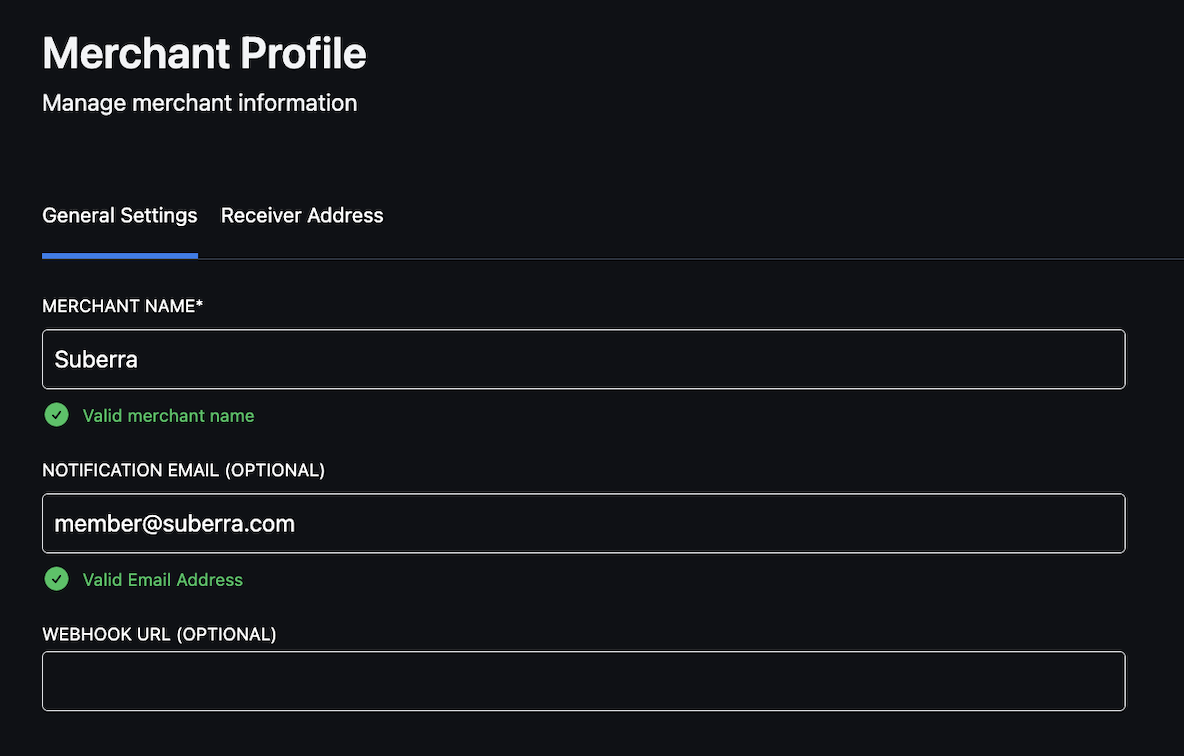 Merchant Profile
Manage merchant information
General Settings Receiver Address
MERCHANT NAME*
Suberra
Valid merchant name
NOTIFICATION EMAIL (OPTIONAL)
member@suberra.com
Valid Email Address
WEBHOOK URL (OPTIONAL)